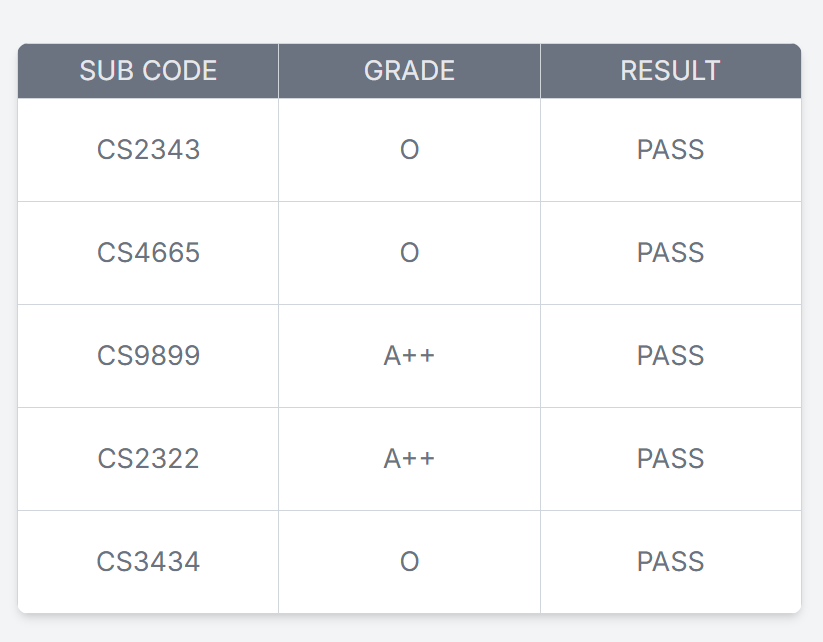 SUB CODE GRADE RESULT
CS2343 O PASS
CS4665 O PASS
CS9899 A++ PASS
CS2322 A++ PASS
CS3434 O PASS